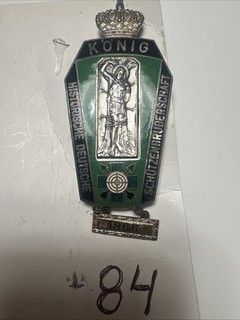 KÖNIG
HISTORISCHE DEUTSCHE
SCHÜTZENBRUDERSCHAFT
84